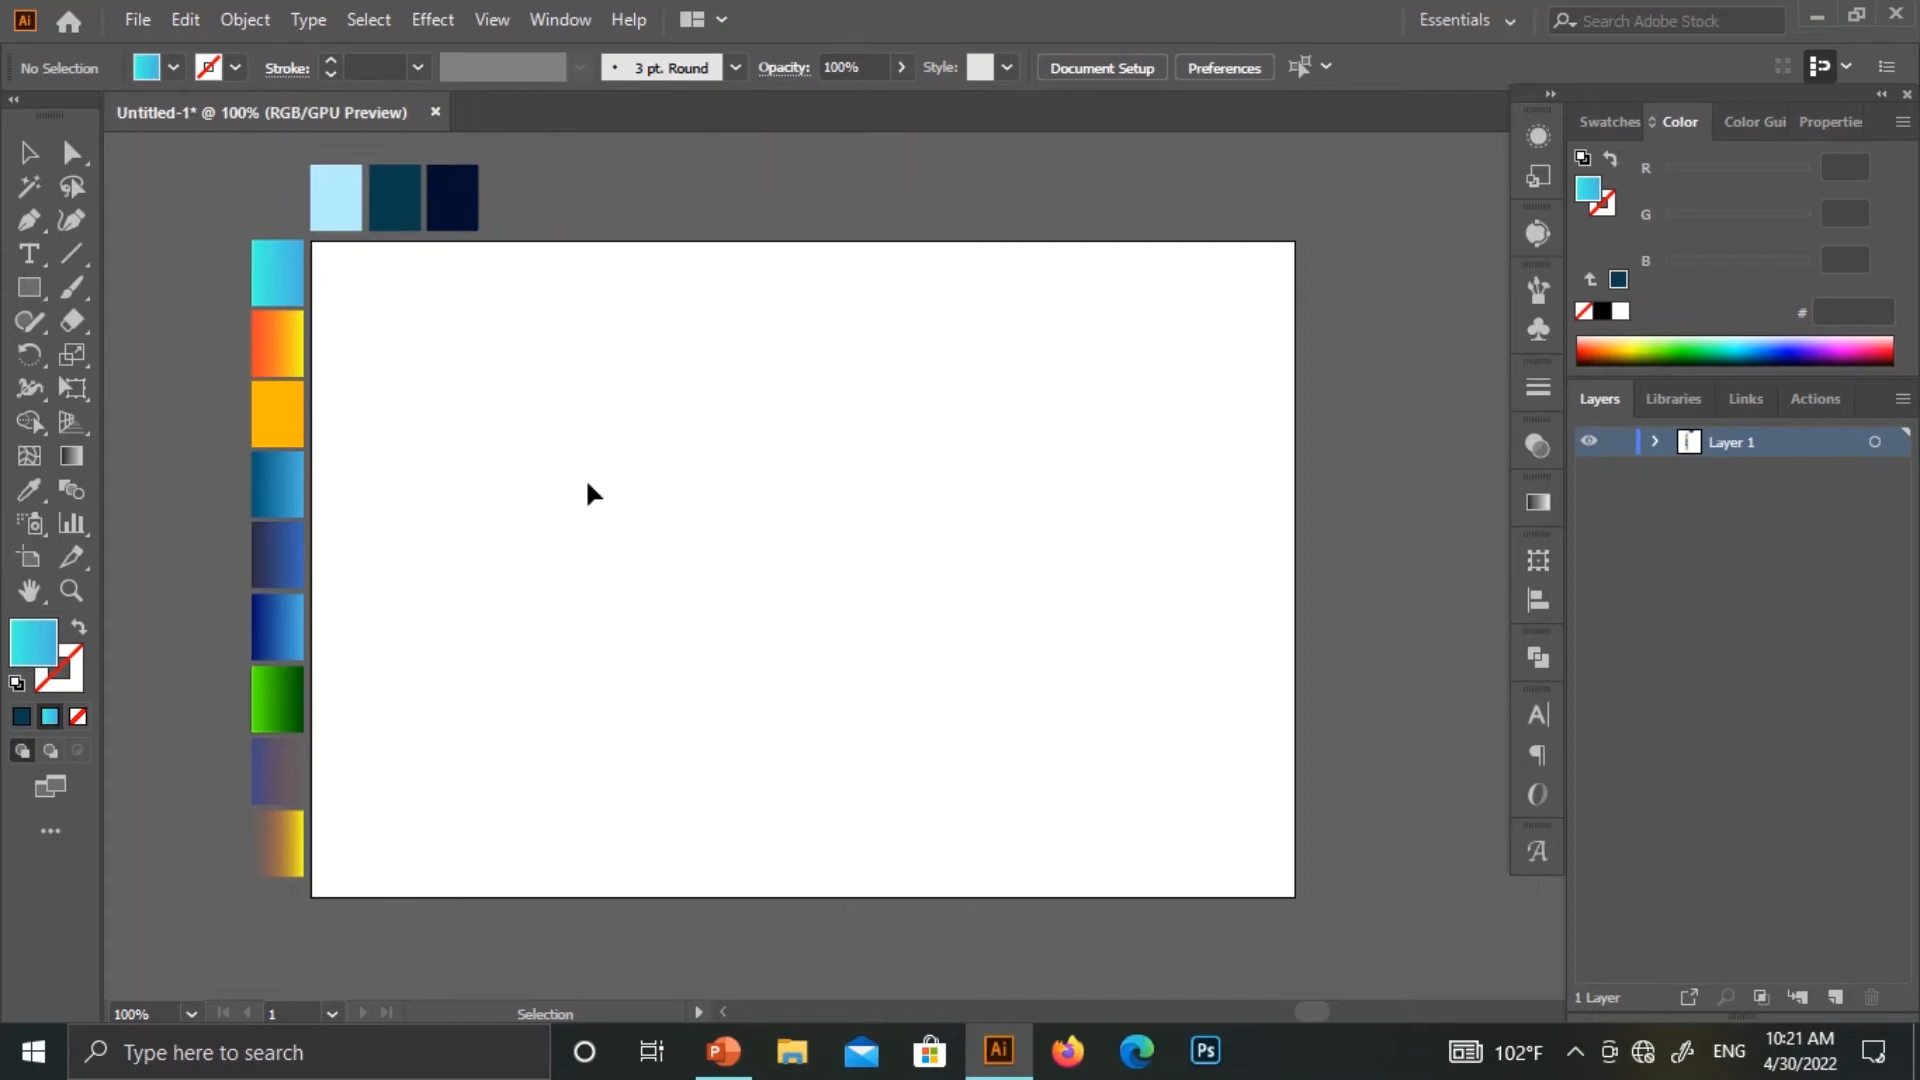 Ai File Edit Object Type Select Effect View Window Help Essentials Search Adobe Stock
No Selection Stroke: 3 pt. Round Opacity: 100% Style: Document Setup Preferences
Untitled-1* @ 100% (RGB/GPU Preview)
Swatches Color Color Gui Propertie
R
G
B
#
Layers Libraries Links Actions
Layer 1
1 Layer
100% 1 Selection
Type here to search
P
Ai
Ps
102°F
ENG
10:21 AM
4/30/2022